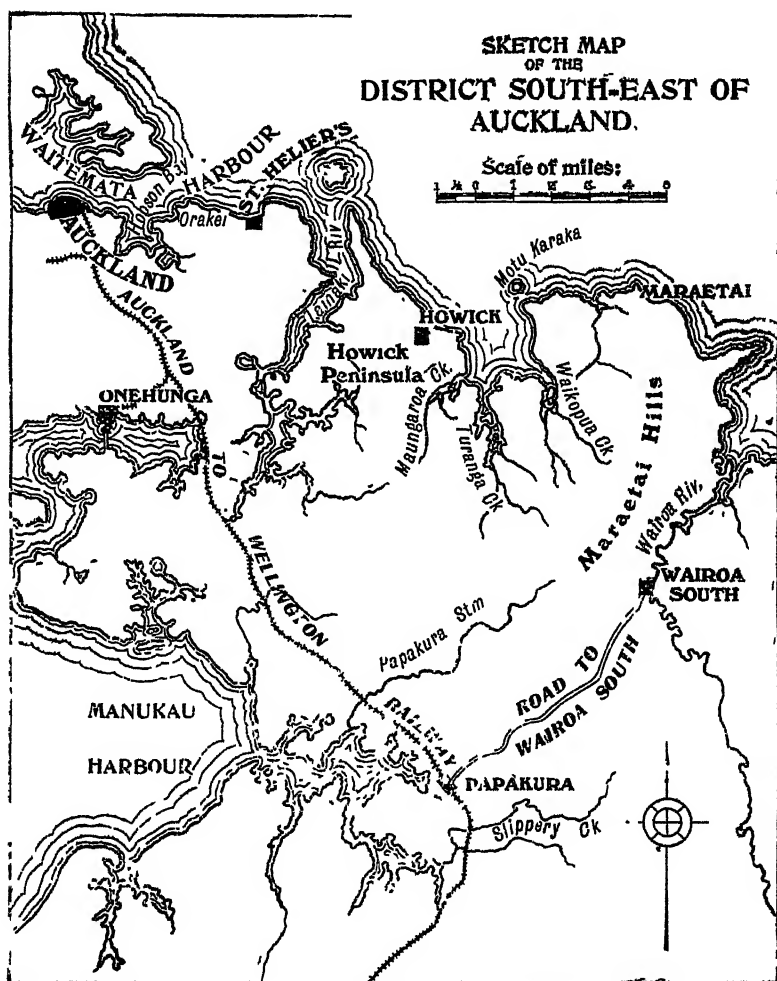 SKETCH MAP
OF THE
DISTRICT SOUTH-EAST OF
AUCKLAND.
Scale of miles:
WAITEMATA HARBOUR
Orakei
ST. HELIER'S
AUCKLAND
Motu Karaka
MARAETAI
HOWICK
Howick
Peninsula
Maungaroa Ck.
Turanga Ck
Waikopua Ck
Maraetai Hills
Wairoa Riv.
ONEHUNGA
AUCKLAND TO WELLINGTON RAILWAY
WAIROA
SOUTH
Papakura Stm
ROAD TO
WAIROA SOUTH
MANUKAU
HARBOUR
PAPAKURA
Slippery Ck